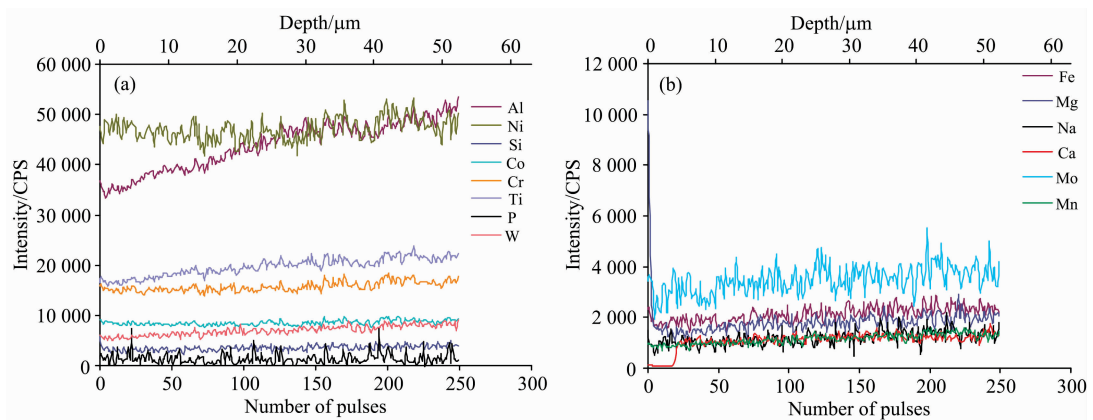 Depth/μm
0 10 20 30 40 50 60
60 000
50 000
40 000
30 000
20 000
10 000
0
Intensity/CPS
(a)
Al
Ni
Si
Co
Cr
Ti
P
W
0 50 100 150 200 250 300
Number of pulses
Depth/μm
0 10 20 30 40 50 60
12 000
10 000
8 000
6 000
4 000
2 000
0
Intensity/CPS
(b)
Fe
Mg
Na
Ca
Mo
Mn
0 50 100 150 200 250 300
Number of pulses